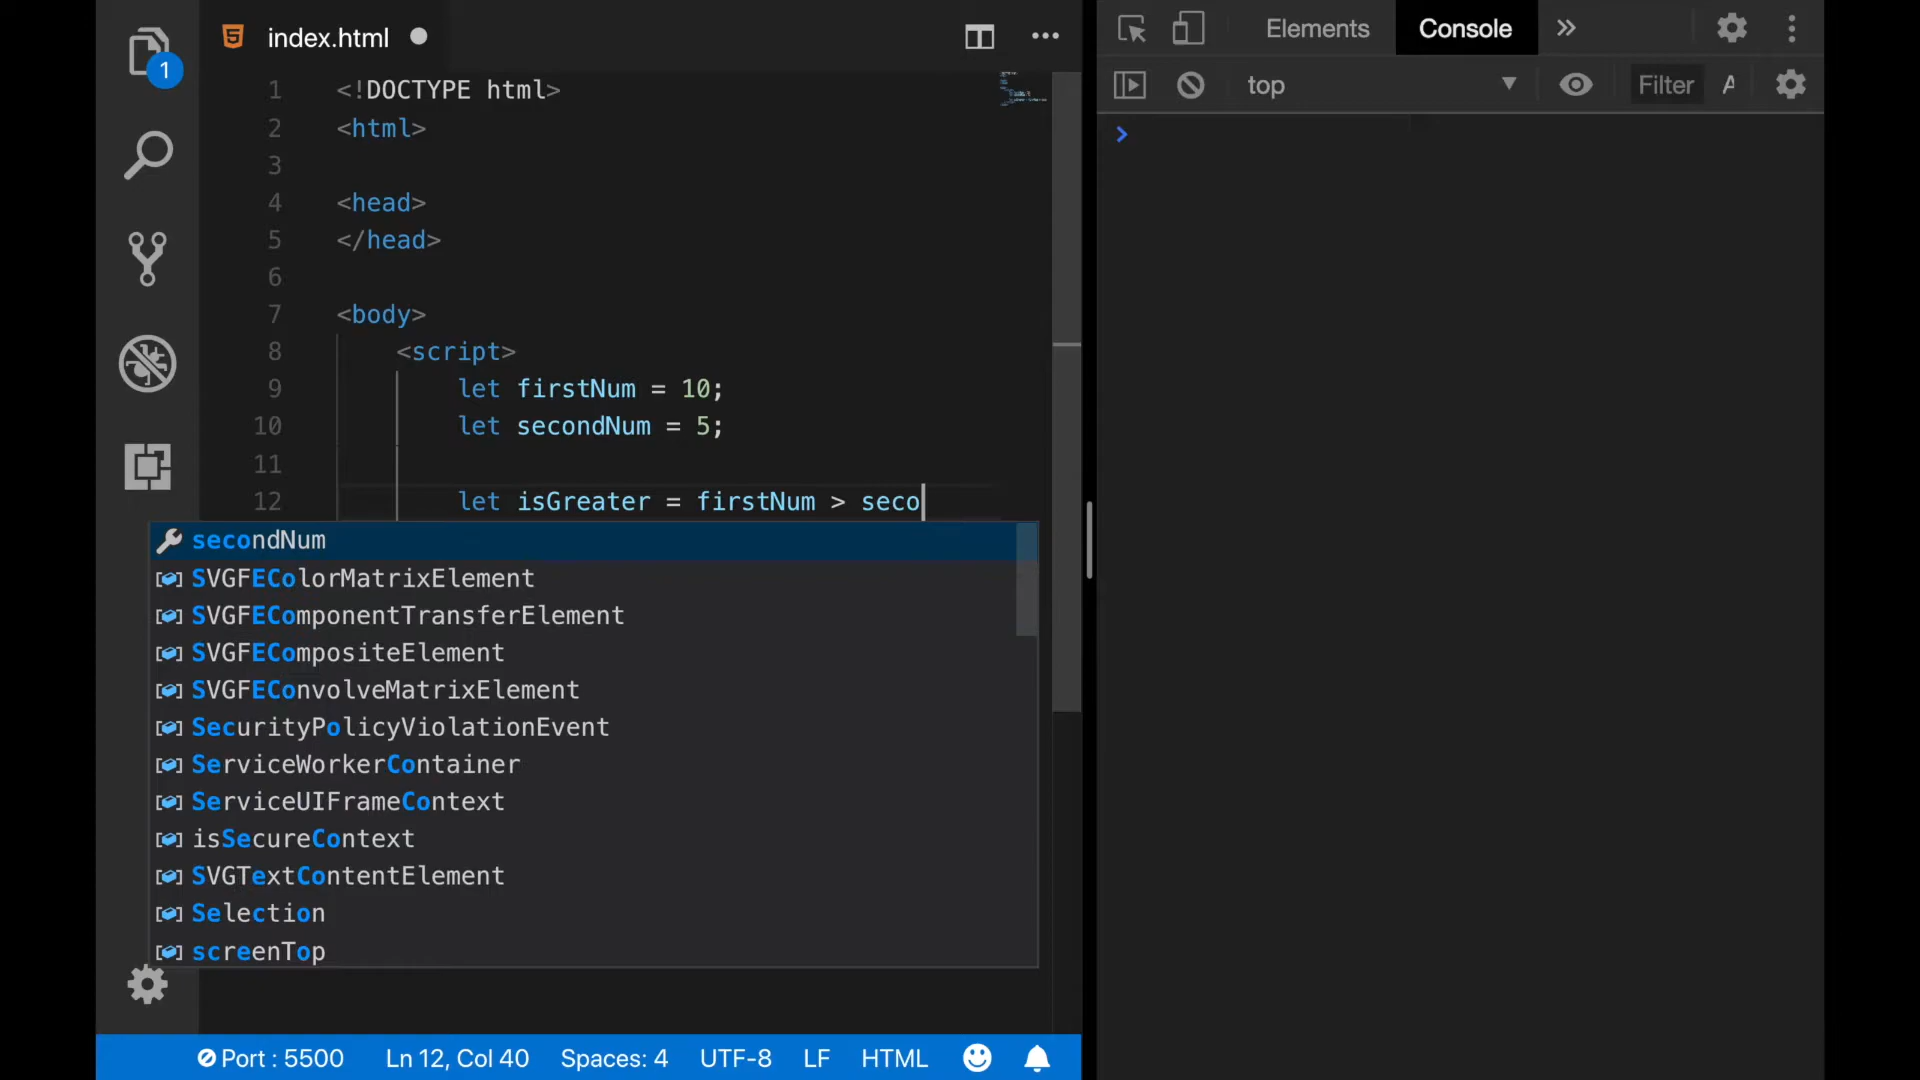 1
index.html
Elements
Console
top
Filter
1 <!DOCTYPE html>
2 <html>
3
4 <head>
5 </head>
6
7 <body>
8 <script>
9 let firstNum = 10;
10 let secondNum = 5;
11
12 let isGreater = firstNum > seco
secondNum
SVGFEColorMatrixElement
SVGFEComponentTransferElement
SVGFECompositeElement
SVGFEConvolveMatrixElement
SecurityPolicyViolationEvent
ServiceWorkerContainer
ServiceUIFrameContext
isSecureContext
SVGTextContentElement
Selection
screenTop
Port : 5500 Ln 12, Col 40 Spaces: 4 UTF-8 LF HTML